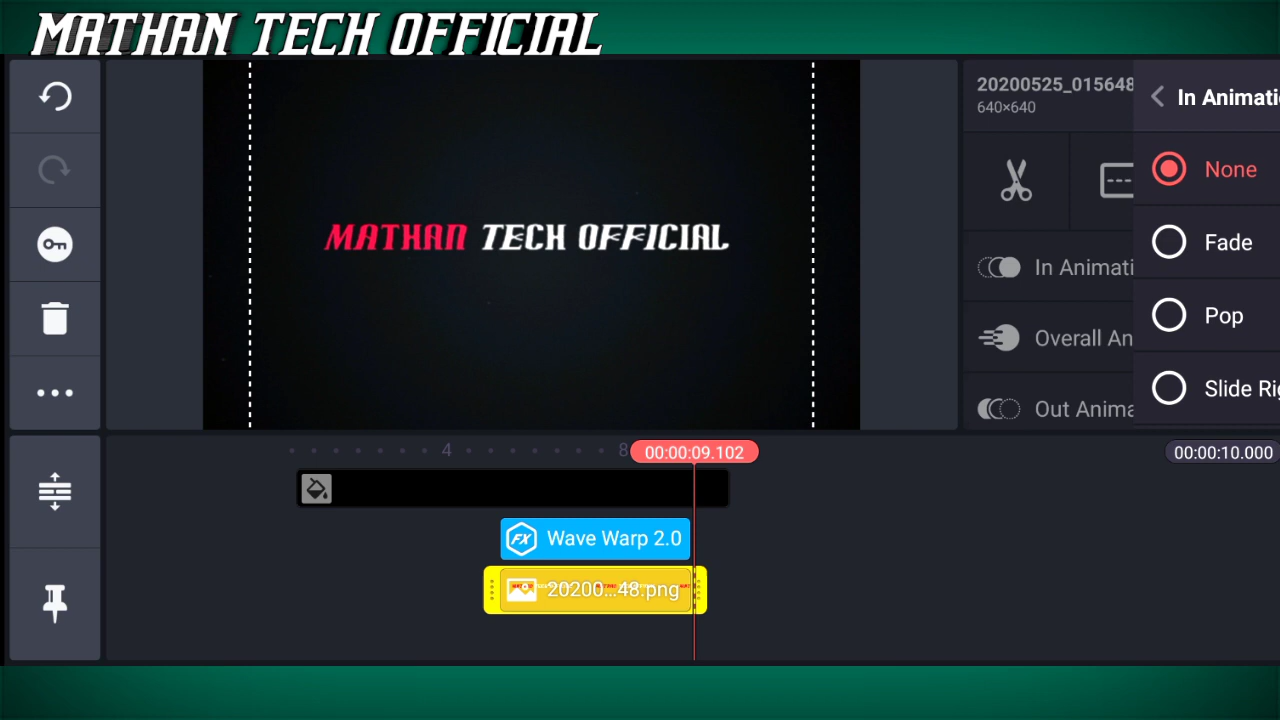 MATHAN TECH OFFICIAL
20200525_015648
640×640
In Animati
None
MATHAN TECH OFFICIAL
Fade
In Animati
Pop
Overall An
Slide Rig
Out Anima
4
8
00:00:09.102
00:00:10.000
FX
Wave Warp 2.0
20200...48.png